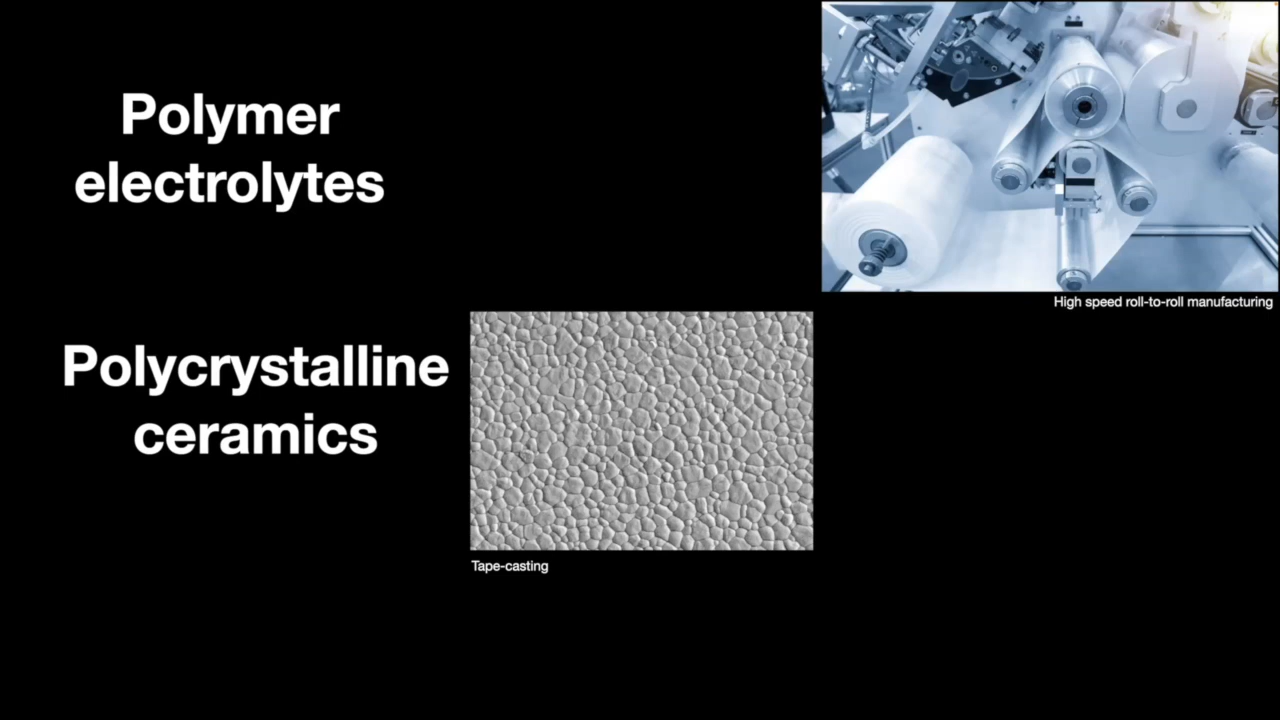 Polymer
electrolytes
High speed roll-to-roll manufacturing
Polycrystalline
ceramics
Tape-casting